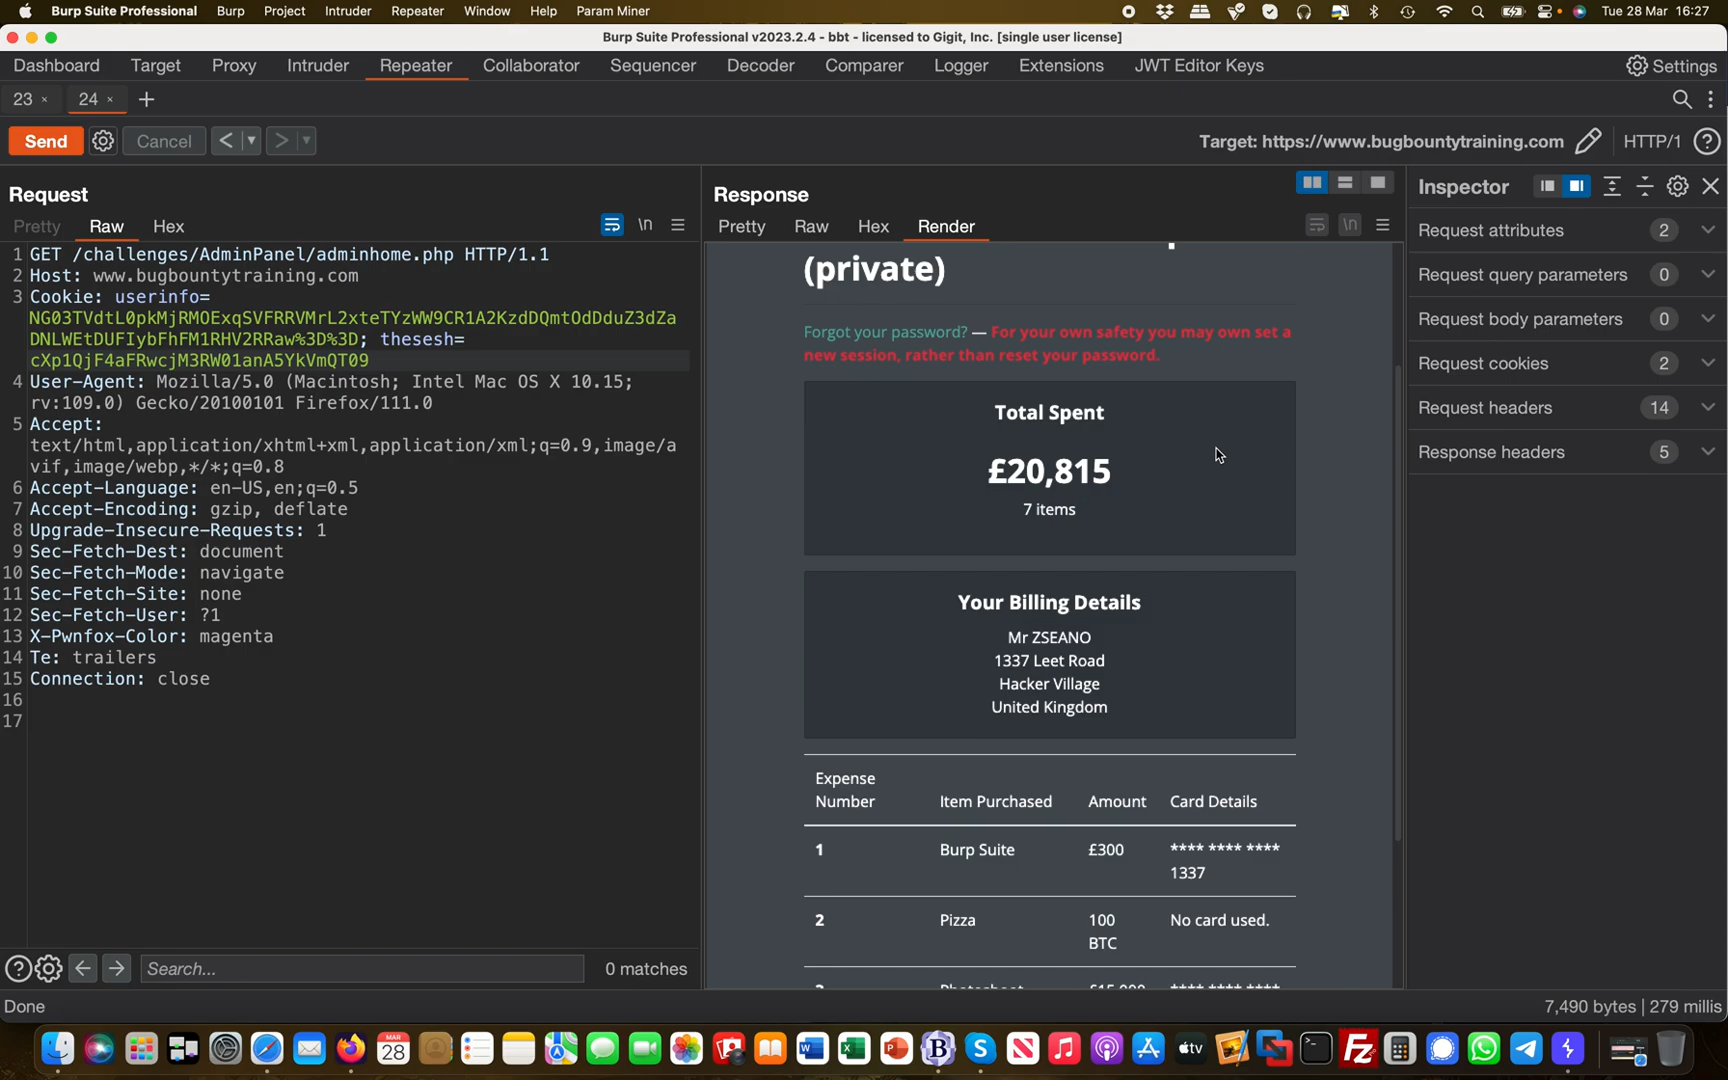 Burp Suite Professional Burp Project Intruder Repeater Window Help Param Miner Tue 28 Mar 16:27
Burp Suite Professional v2023.2.4 - bbt - licensed to Gigit, Inc. [single user license]
Dashboard Target Proxy Intruder Repeater Collaborator Sequencer Decoder Comparer Logger Extensions JWT Editor Keys Settings
23 × 24 × +
Send Cancel < > Target: https://www.bugbountytraining.com HTTP/1 ?
Request
Pretty Raw Hex \n
1 GET /challenges/AdminPanel/adminhome.php HTTP/1.1
2 Host: www.bugbountytraining.com
3 Cookie: userinfo=
NG03TVdtL0pkMjRMOExqSVFRRVMrL2xteTYzWW9CR1A2KzdDQmtOdDduZ3dZa
DNLWEtDUFIybFhFM1RHV2RRaw%3D%3D; thesesh=
cXp1QjF4aFRwcjM3RW01anA5YkVmQT09
4 User-Agent: Mozilla/5.0 (Macintosh; Intel Mac OS X 10.15;
rv:109.0) Gecko/20100101 Firefox/111.0
5 Accept:
text/html,application/xhtml+xml,application/xml;q=0.9,image/a
vif,image/webp,*/*;q=0.8
6 Accept-Language: en-US,en;q=0.5
7 Accept-Encoding: gzip, deflate
8 Upgrade-Insecure-Requests: 1
9 Sec-Fetch-Dest: document
10 Sec-Fetch-Mode: navigate
11 Sec-Fetch-Site: none
12 Sec-Fetch-User: ?1
13 X-Pwnfox-Color: magenta
14 Te: trailers
15 Connection: close
16
17
Search... 0 matches
Response
Pretty Raw Hex Render \n
(private)
Forgot your password? — For your own safety you may own set a
new session, rather than reset your password.
Total Spent
£20,815
7 items
Your Billing Details
Mr ZSEANO
1337 Leet Road
Hacker Village
United Kingdom
Expense
Number Item Purchased Amount Card Details
1 Burp Suite £300 **** **** ****
1337
2 Pizza 100 No card used.
BTC
Inspector
Request attributes 2
Request query parameters 0
Request body parameters 0
Request cookies 2
Request headers 14
Response headers 5
Done 7,490 bytes | 279 millis
MAR
28
tv